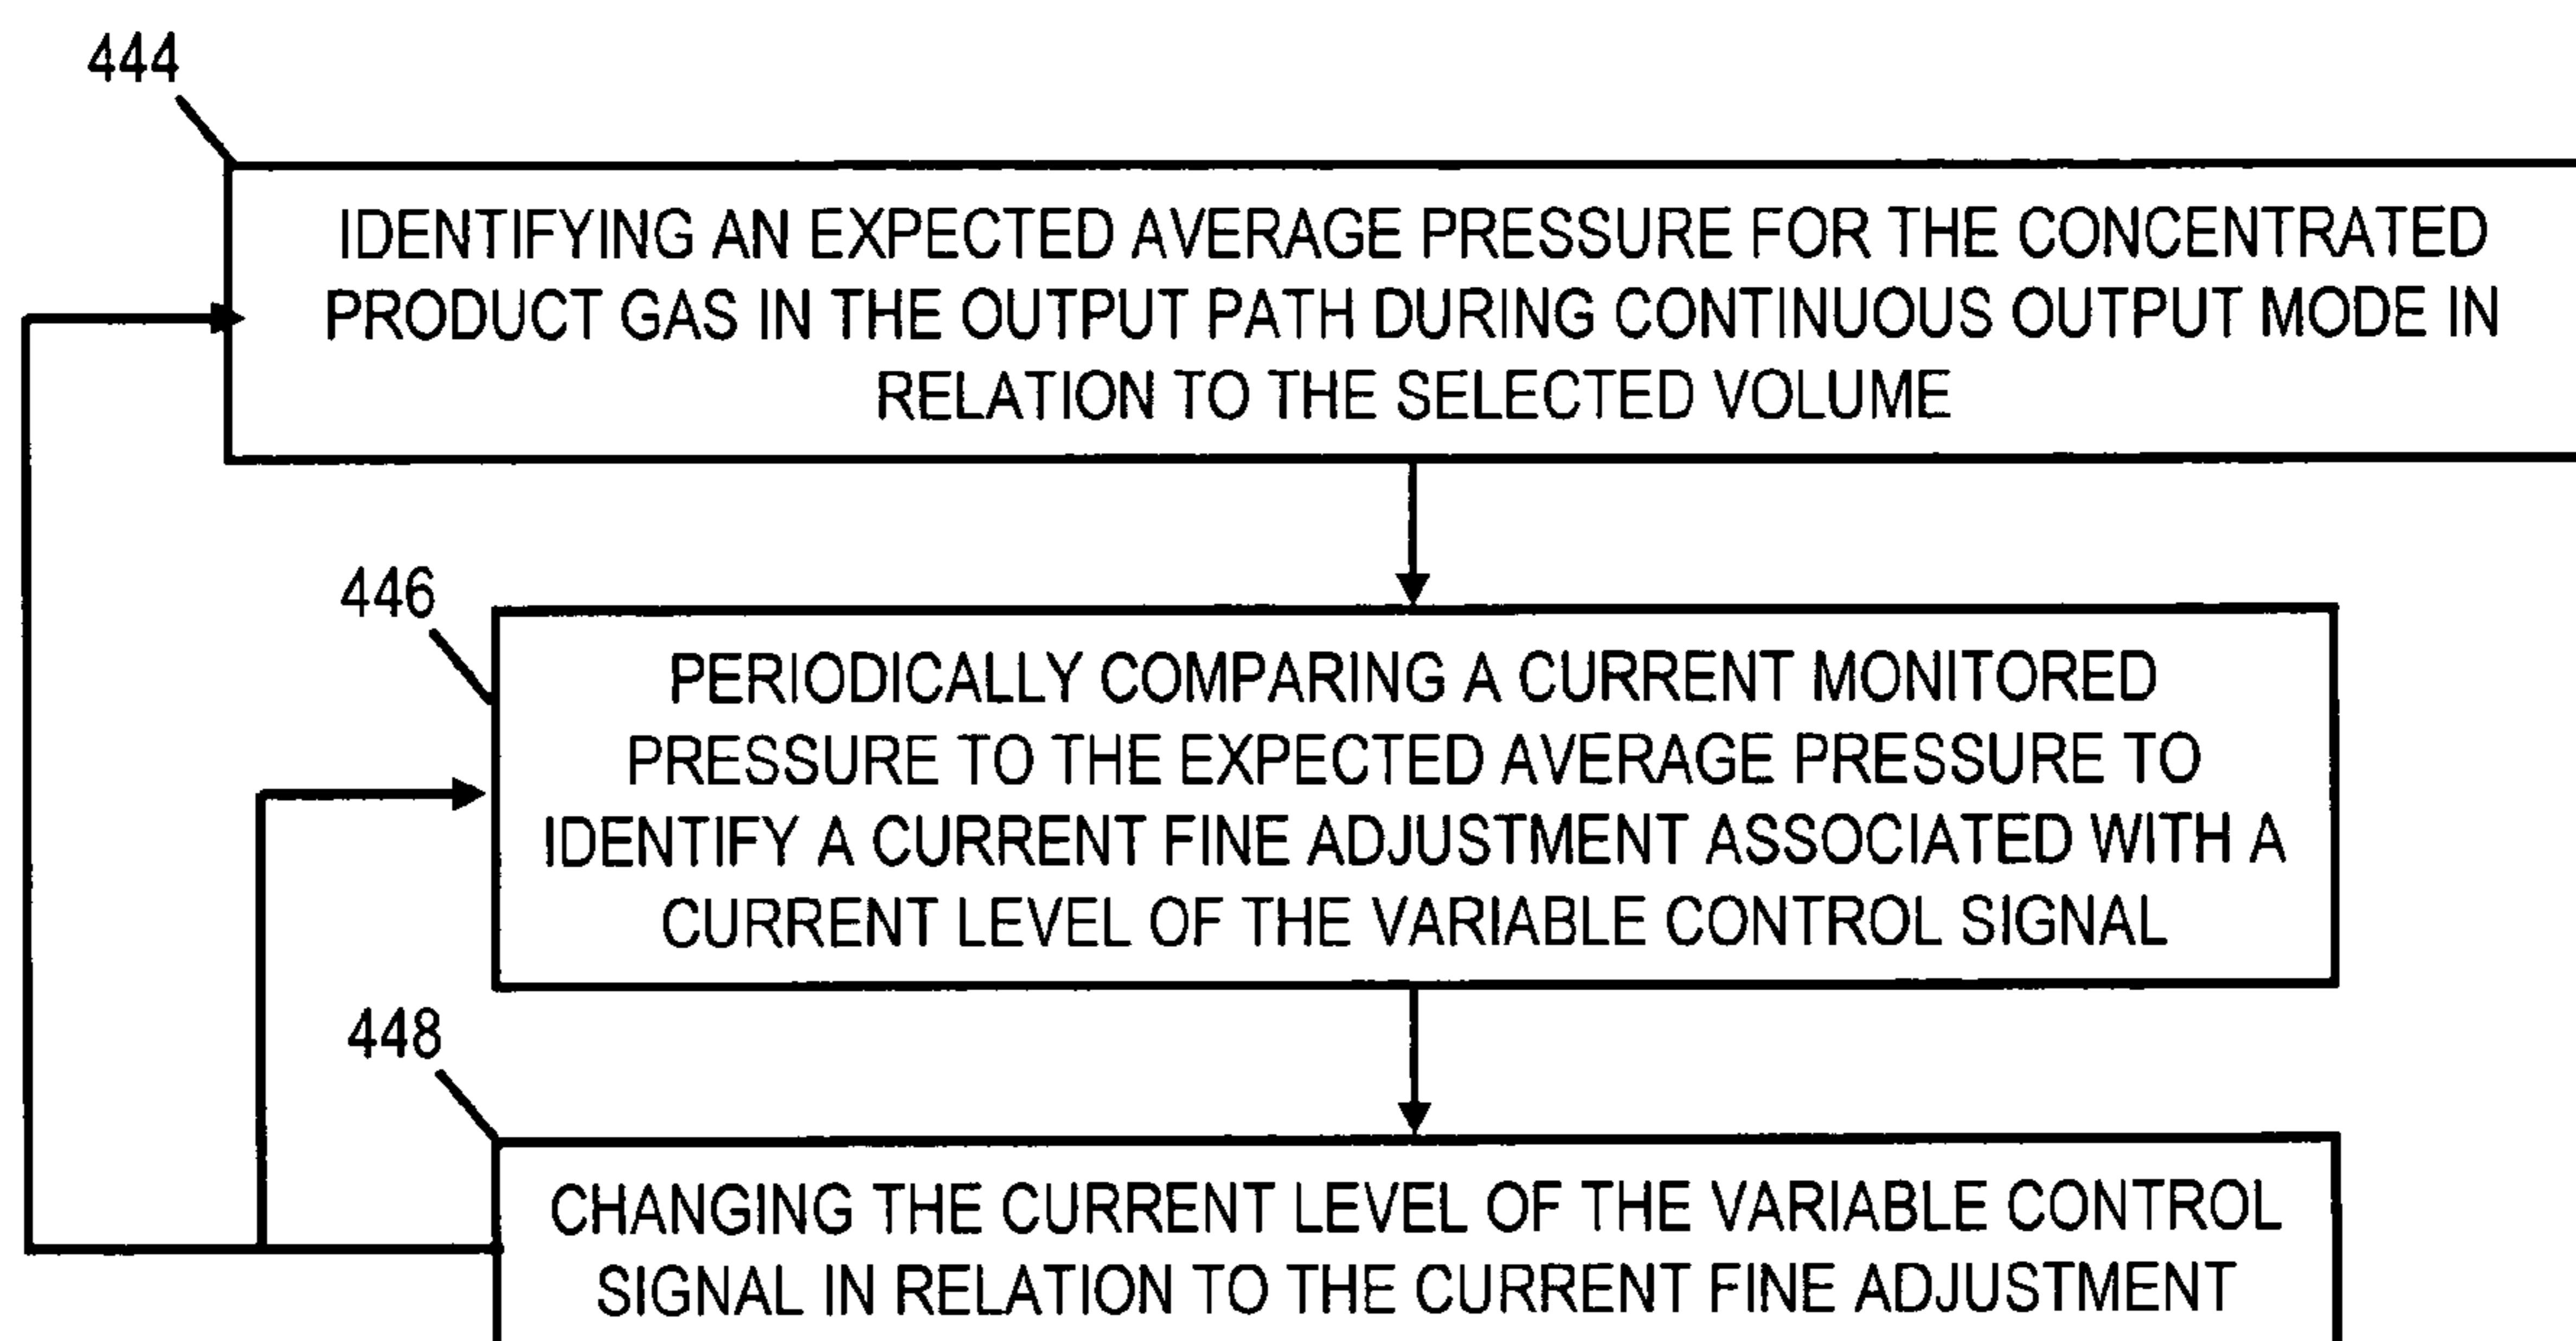 444
IDENTIFYING AN EXPECTED AVERAGE PRESSURE FOR THE CONCENTRATED
PRODUCT GAS IN THE OUTPUT PATH DURING CONTINUOUS OUTPUT MODE IN
RELATION TO THE SELECTED VOLUME
446
PERIODICALLY COMPARING A CURRENT MONITORED
PRESSURE TO THE EXPECTED AVERAGE PRESSURE TO
IDENTIFY A CURRENT FINE ADJUSTMENT ASSOCIATED WITH A
CURRENT LEVEL OF THE VARIABLE CONTROL SIGNAL
448
CHANGING THE CURRENT LEVEL OF THE VARIABLE CONTROL
SIGNAL IN RELATION TO THE CURRENT FINE ADJUSTMENT